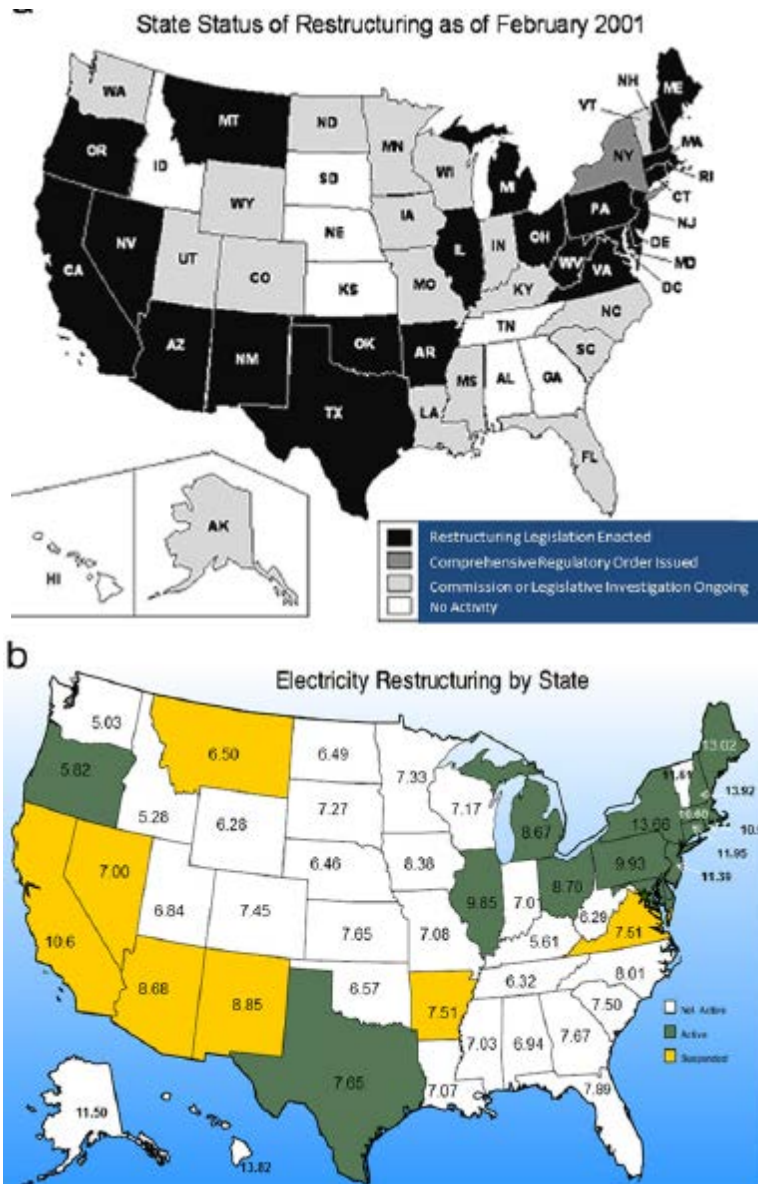 State Status of Restructuring as of February 2001
WA
MT
ND
MN
VT
NH
ME
OR
ID
SD
WI
MI
NY
MA
RI
CT
WY
NE
IA
PA
NJ
NV
UT
CO
IL
IN
OH
WV
VA
DE
MD
DC
CA
KS
MO
KY
NC
AZ
NM
OK
AR
TN
SC
TX
MS
AL
GA
LA
FL
HI
AK
Restructuring Legislation Enacted
Comprehensive Regulatory Order Issued
Commission or Legislative Investigation Ongoing
No Activity
b
Electricity Restructuring by State
5.03
6.50
6.49
7.33
13.02
5.82
5.28
6.28
7.27
7.17
8.67
11.61
13.92
13.66
7.00
6.46
8.38
9.93
11.95
11.39
6.84
7.45
7.65
7.08
9.85
7.01
8.70
6.29
7.51
10.6
5.61
8.68
8.85
6.57
7.51
6.32
8.01
7.50
7.65
7.03
6.94
7.67
7.07
7.89
11.50
13.82
Not Active
Active
Suspended